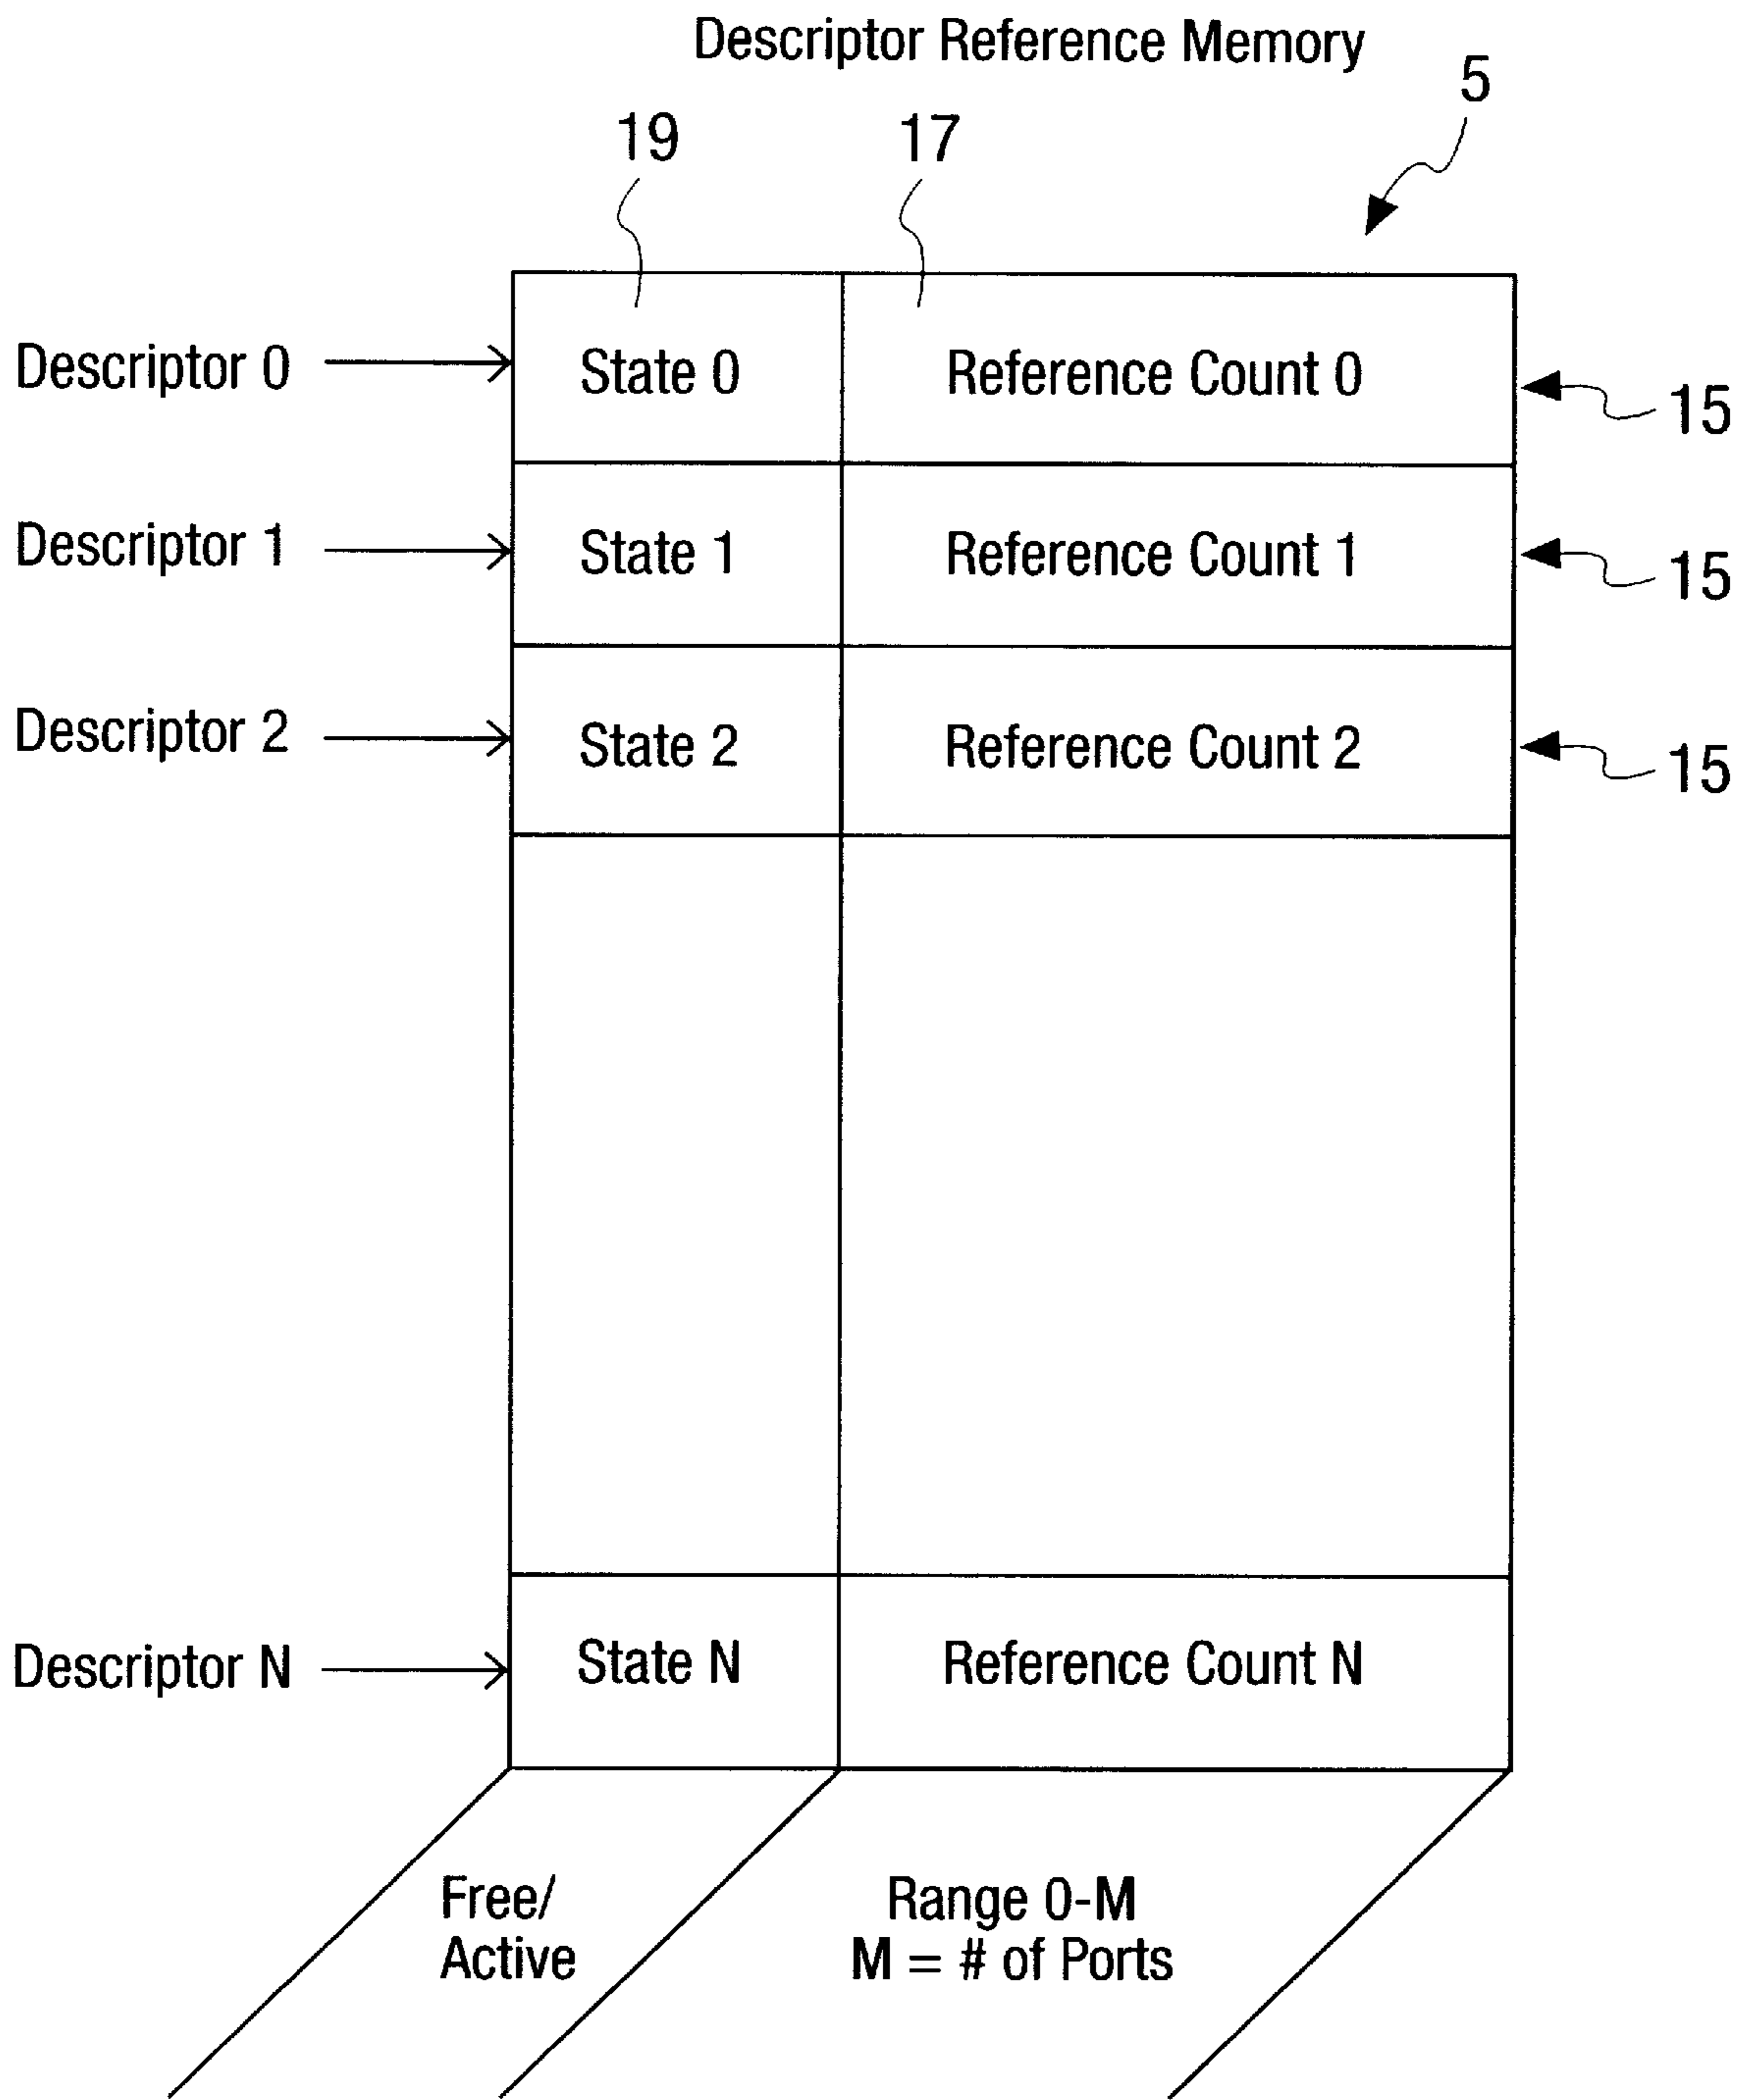 Descriptor Reference Memory
5
19
17
Descriptor 0
State 0
Reference Count 0
15
Descriptor 1
State 1
Reference Count 1
15
Descriptor 2
State 2
Reference Count 2
15
Descriptor N
State N
Reference Count N
Free/
Active
Range 0-M
M = # of Ports